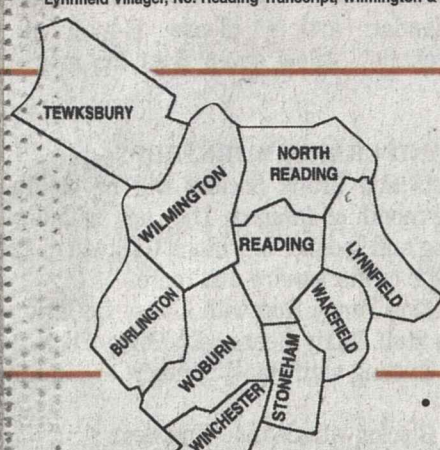 Lynnfield Villager, No. Reading Transcript, Wilmington &
TEWKSBURY
NORTH
READING
WILMINGTON
READING
LYNNFIELD
BURLINGTON
WAKEFIELD
WOBURN
STONEHAM
WINCHESTER